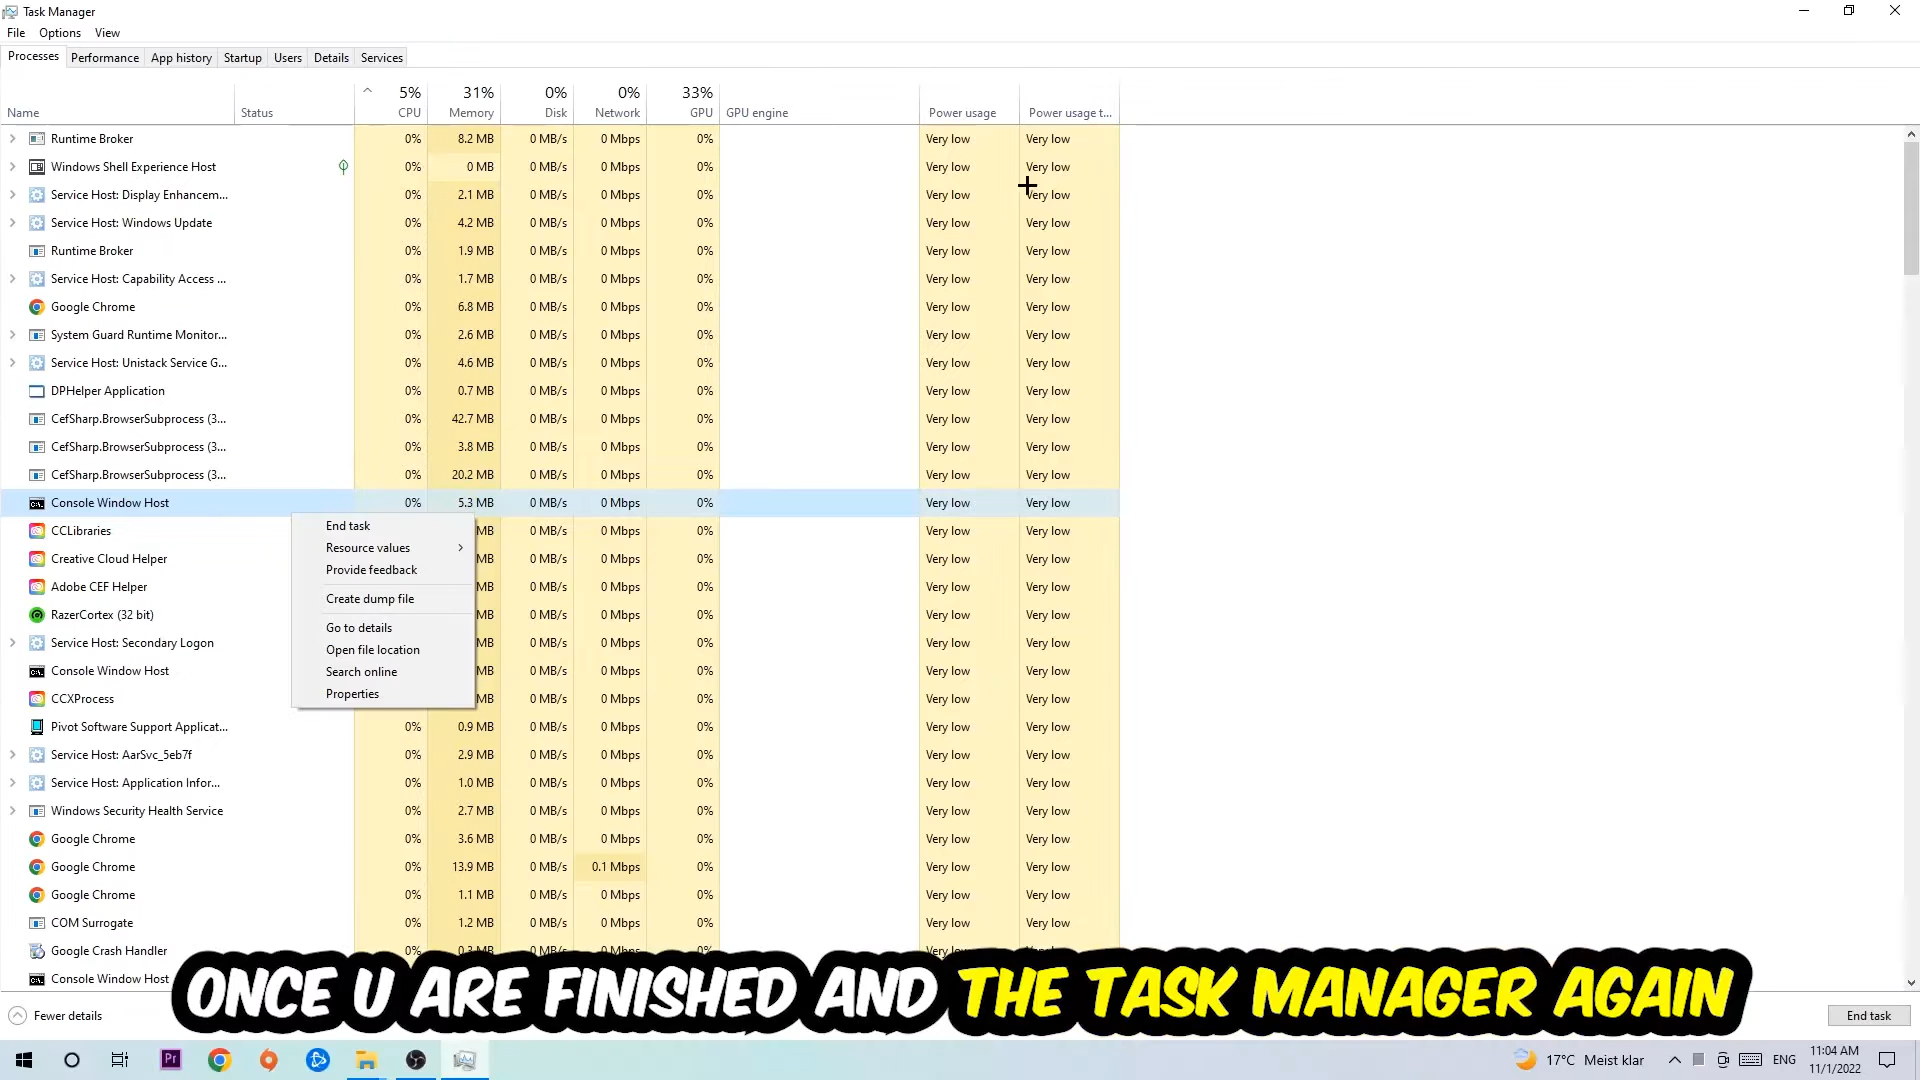 Task Manager
File Options View
Processes Performance App history Startup Users Details Services
5% 31% 0% 0% 33%
Name Status CPU Memory Disk Network GPU GPU engine Power usage Power usage t...
Runtime Broker 0% 8.2 MB 0 MB/s 0 Mbps 0% Very low Very low
Windows Shell Experience Host 0% 0 MB 0 MB/s 0 Mbps 0% Very low Very low
Service Host: Display Enhancem... 0% 2.1 MB 0 MB/s 0 Mbps 0% Very low Very low
Service Host: Windows Update 0% 4.2 MB 0 MB/s 0 Mbps 0% Very low Very low
Runtime Broker 0% 1.9 MB 0 MB/s 0 Mbps 0% Very low Very low
Service Host: Capability Access ... 0% 1.7 MB 0 MB/s 0 Mbps 0% Very low Very low
Google Chrome 0% 6.8 MB 0 MB/s 0 Mbps 0% Very low Very low
System Guard Runtime Monitor... 0% 2.6 MB 0 MB/s 0 Mbps 0% Very low Very low
Service Host: Unistack Service G... 0% 4.6 MB 0 MB/s 0 Mbps 0% Very low Very low
DPHelper Application 0% 0.7 MB 0 MB/s 0 Mbps 0% Very low Very low
CefSharp.BrowserSubprocess (3... 0% 42.7 MB 0 MB/s 0 Mbps 0% Very low Very low
CefSharp.BrowserSubprocess (3... 0% 3.8 MB 0 MB/s 0 Mbps 0% Very low Very low
CefSharp.BrowserSubprocess (3... 0% 20.2 MB 0 MB/s 0 Mbps 0% Very low Very low
Console Window Host 0% 5.3 MB 0 MB/s 0 Mbps 0% Very low Very low
End task
CCLibraries MB 0 MB/s 0 Mbps 0% Very low Very low
Resource values
Creative Cloud Helper MB 0 MB/s 0 Mbps 0% Very low Very low
Provide feedback
Adobe CEF Helper MB 0 MB/s 0 Mbps 0% Very low Very low
Create dump file
RazerCortex (32 bit) MB 0 MB/s 0 Mbps 0% Very low Very low
Go to details
Service Host: Secondary Logon MB 0 MB/s 0 Mbps 0% Very low Very low
Open file location
Console Window Host MB 0 MB/s 0 Mbps 0% Very low Very low
Search online
Properties
CCXProcess MB 0 MB/s 0 Mbps 0% Very low Very low
Pivot Software Support Applicat... 0% 0.9 MB 0 MB/s 0 Mbps 0% Very low Very low
Service Host: AarSvc_5eb7f 0% 2.9 MB 0 MB/s 0 Mbps 0% Very low Very low
Service Host: Application Infor... 0% 1.0 MB 0 MB/s 0 Mbps 0% Very low Very low
Windows Security Health Service 0% 2.7 MB 0 MB/s 0 Mbps 0% Very low Very low
Google Chrome 0% 3.6 MB 0 MB/s 0 Mbps 0% Very low Very low
Google Chrome 0% 13.9 MB 0 MB/s 0.1 Mbps 0% Very low Very low
Google Chrome 0% 1.1 MB 0 MB/s 0 Mbps 0% Very low Very low
COM Surrogate 0% 1.2 MB 0 MB/s 0 Mbps 0% Very low Very low
Google Crash Handler
Console Window Host
ONCE U ARE FINISHED AND THE TASK MANAGER AGAIN
Fewer details End task
Pr 17°C Meist klar ENG 11:04 AM
11/1/2022